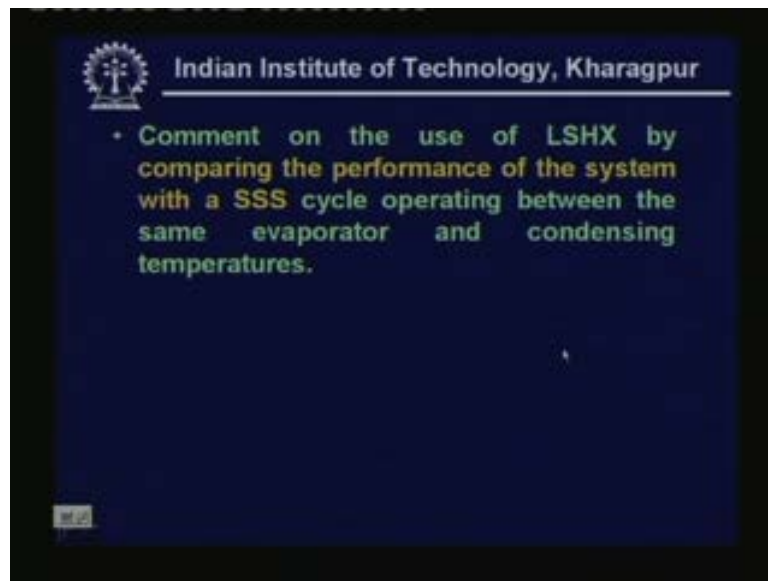 Indian Institute of Technology, Kharagpur
• Comment on the use of LSHX by
comparing the performance of the system
with a SSS cycle operating between the
same evaporator and condensing
temperatures.